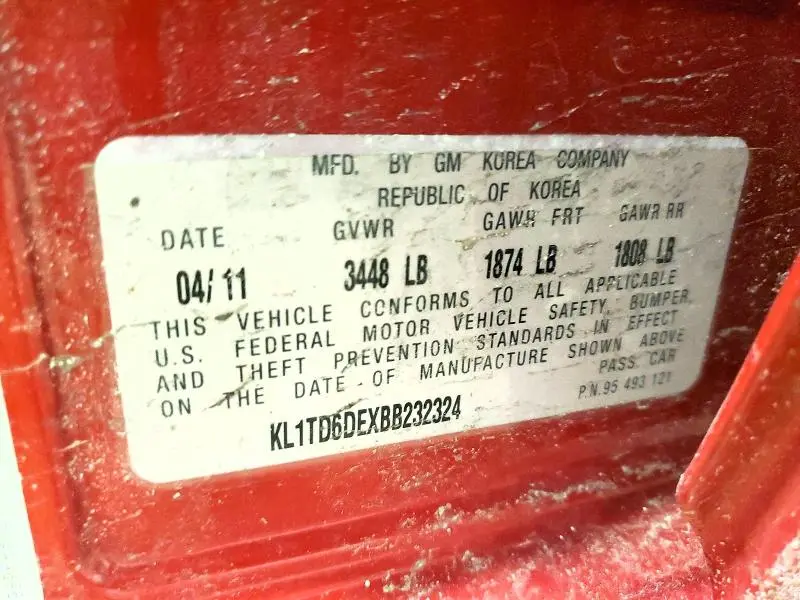 MFD. BY GM KOREA COMPANY
REPUBLIC OF KOREA
DATE GVWR GAWR FRT GAWR RR
04/11 3448 LB 1874 LB 1808 LB
THIS VEHICLE CONFORMS TO ALL APPLICABLE
U.S. FEDERAL MOTOR VEHICLE SAFETY, BUMPER,
AND THEFT PREVENTION STANDARDS IN EFFECT
ON THE DATE OF MANUFACTURE SHOWN ABOVE
PASS CAR
KL1TD6DEXBB232324 P.N.95 493 121